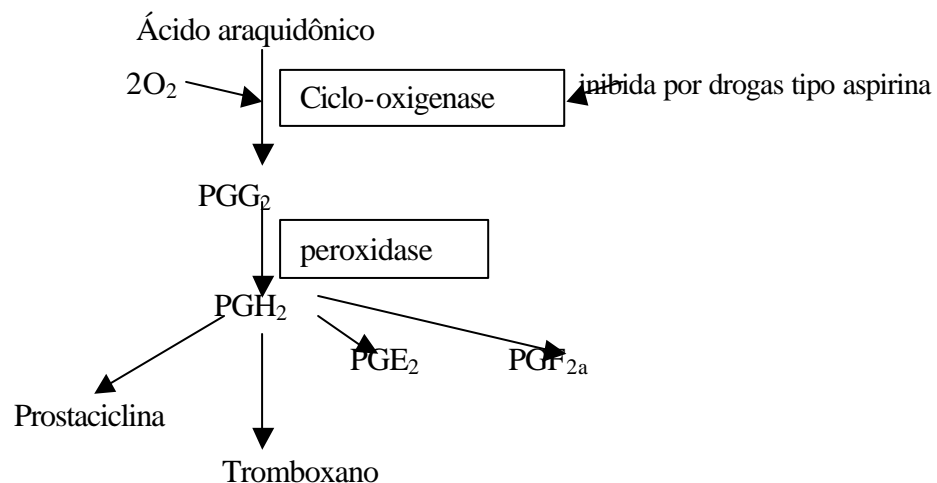 Ácido araquidônico
2O₂
Ciclo-oxigenase
inibida por drogas tipo aspirina
PGG₂
peroxidase
PGH₂
PGE₂
PGF₂a
Prostaciclina
Tromboxano